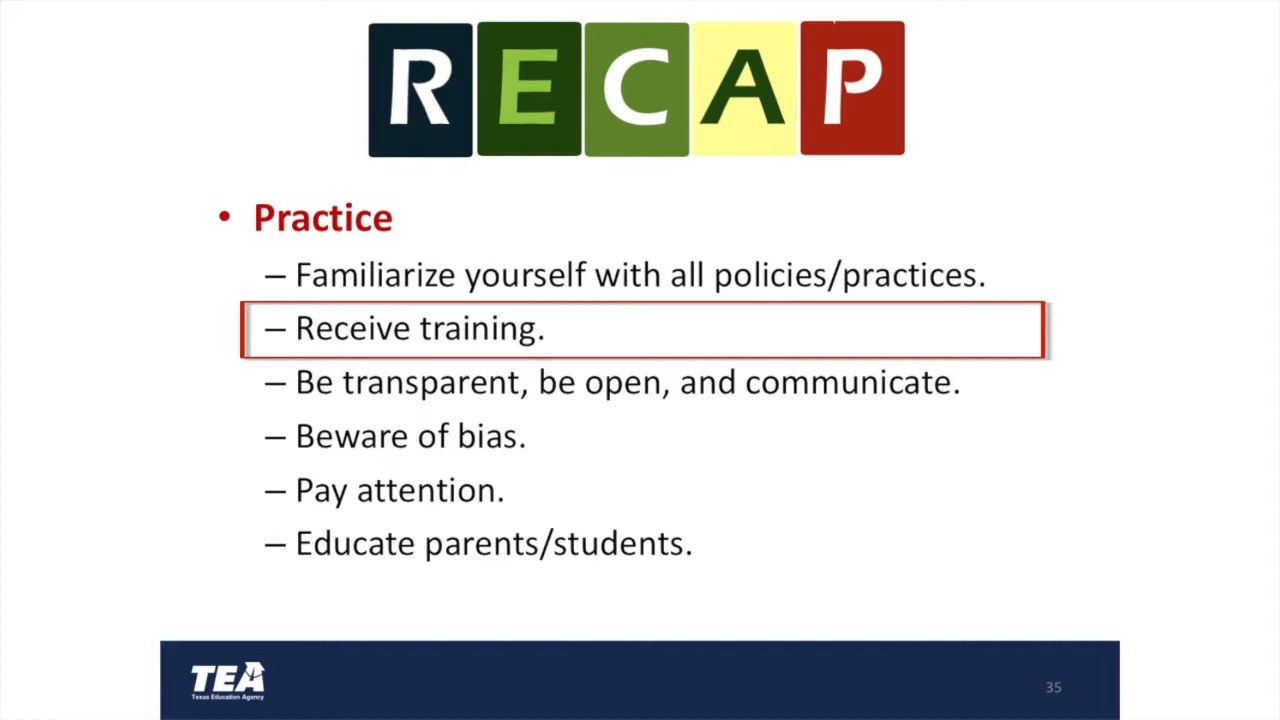 RECAP
• Practice
– Familiarize yourself with all policies/practices.
– Receive training.
– Be transparent, be open, and communicate.
– Beware of bias.
– Pay attention.
– Educate parents/students.
TEA
Texas Education Agency
35